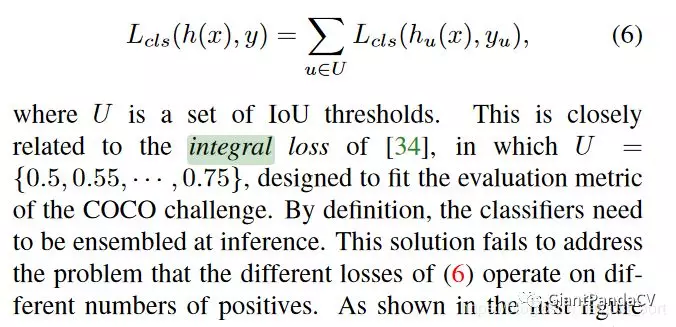 L_{cls}(h(x), y) = \sum_{u \in U} L_{cls}(h_u(x), y_u), (6)
where U is a set of IoU thresholds. This is closely
related to the integral loss of [34], in which U =
{0.5, 0.55, · · · , 0.75}, designed to fit the evaluation metric
of the COCO challenge. By definition, the classifiers need
to be ensembled at inference. This solution fails to address
the problem that the different losses of (6) operate on dif-
ferent numbers of positives. As shown in the first figure
GiantPandaCV